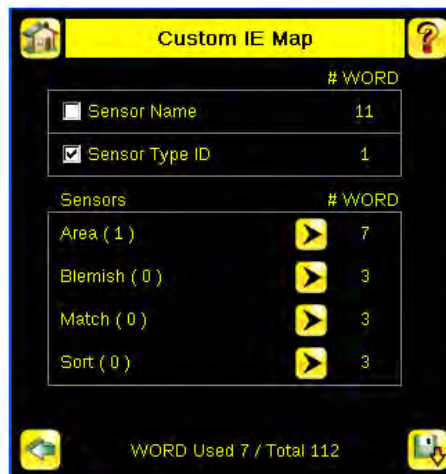 Custom IE Map
?
# WORD
Sensor Name 11
Sensor Type ID 1
Sensors # WORD
Area ( 1 ) 7
Blemish ( 0 ) 3
Match ( 0 ) 3
Sort ( 0 ) 3
WORD Used 7 / Total 112